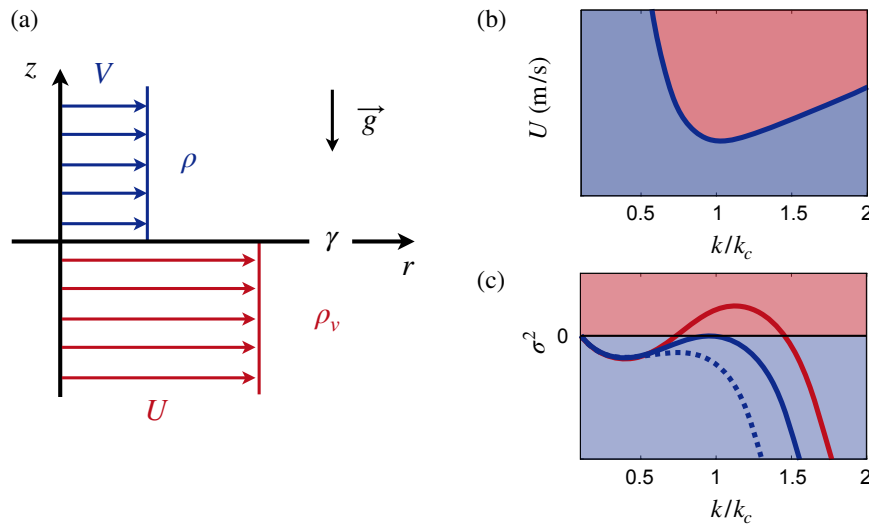 (a)
z
V
ρ
g
γ
r
ρv
U
(b)
U (m/s)
0.5
1
1.5
2
k/kc
(c)
σ2
0
0.5
1
1.5
2
k/kc